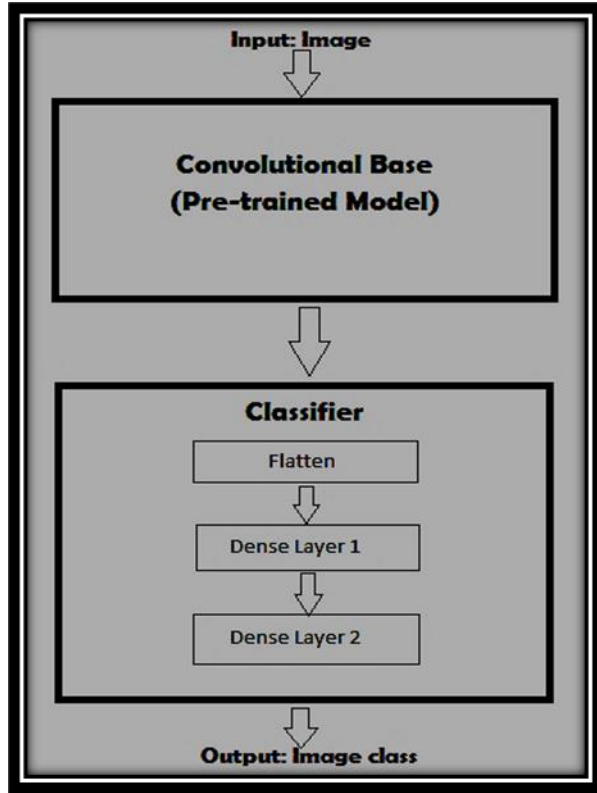 Input: Image
Convolutional Base
(Pre-trained Model)
Classifier
Flatten
Dense Layer 1
Dense Layer 2
Output: Image class